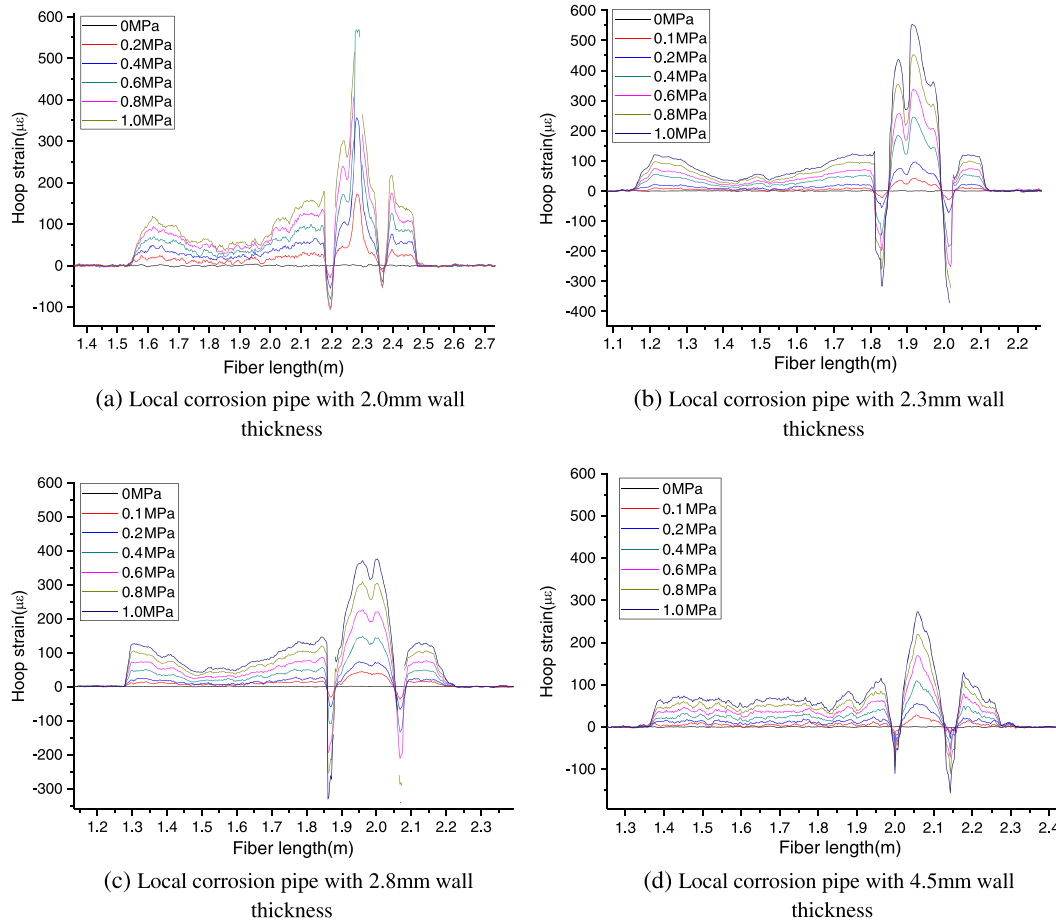 600
500
400
300
200
100
0
-100
Hoop strain(με)
0MPa
0.2MPa
0.4MPa
0.6MPa
0.8MPa
1.0MPa
1.4 1.5 1.6 1.7 1.8 1.9 2.0 2.1 2.2 2.3 2.4 2.5 2.6 2.7
Fiber length(m)
(a) Local corrosion pipe with 2.0mm wall
thickness
600
500
400
300
200
100
0
-100
-200
-300
-400
Hoop strain(με)
0MPa
0.1MPa
0.2MPa
0.4MPa
0.6MPa
0.8MPa
1.0MPa
1.1 1.2 1.3 1.4 1.5 1.6 1.7 1.8 1.9 2.0 2.1 2.2
Fiber length(m)
(b) Local corrosion pipe with 2.3mm wall
thickness
600
500
400
300
200
100
0
-100
-200
-300
Hoop strain(με)
0MPa
0.1MPa
0.2MPa
0.4MPa
0.6MPa
0.8MPa
1.0MPa
1.2 1.3 1.4 1.5 1.6 1.7 1.8 1.9 2.0 2.1 2.2 2.3
Fiber length(m)
(c) Local corrosion pipe with 2.8mm wall
thickness
600
500
400
300
200
100
0
-100
Hoop strain(με)
0MPa
0.1MPa
0.2MPa
0.4MPa
0.6MPa
0.8MPa
1.0MPa
1.3 1.4 1.5 1.6 1.7 1.8 1.9 2.0 2.1 2.2 2.3 2.4
Fiber length(m)
(d) Local corrosion pipe with 4.5mm wall
thickness